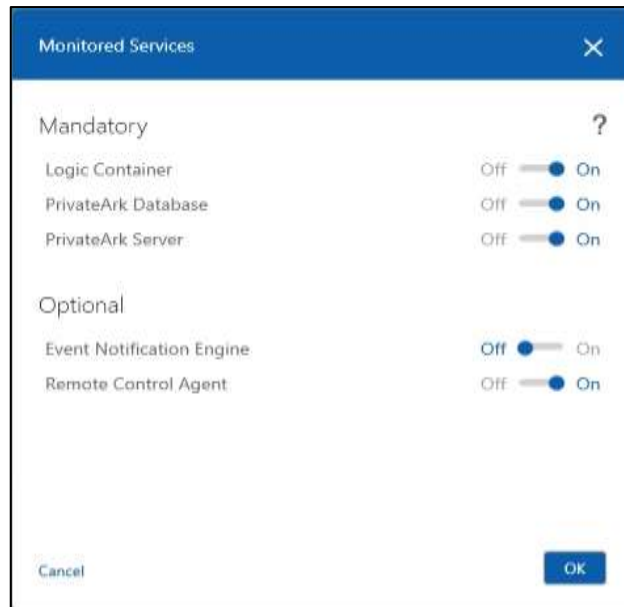 Monitored Services
Mandatory ?
Logic Container Off On
PrivateArk Database Off On
PrivateArk Server Off On
Optional
Event Notification Engine Off On
Remote Control Agent Off On
Cancel OK